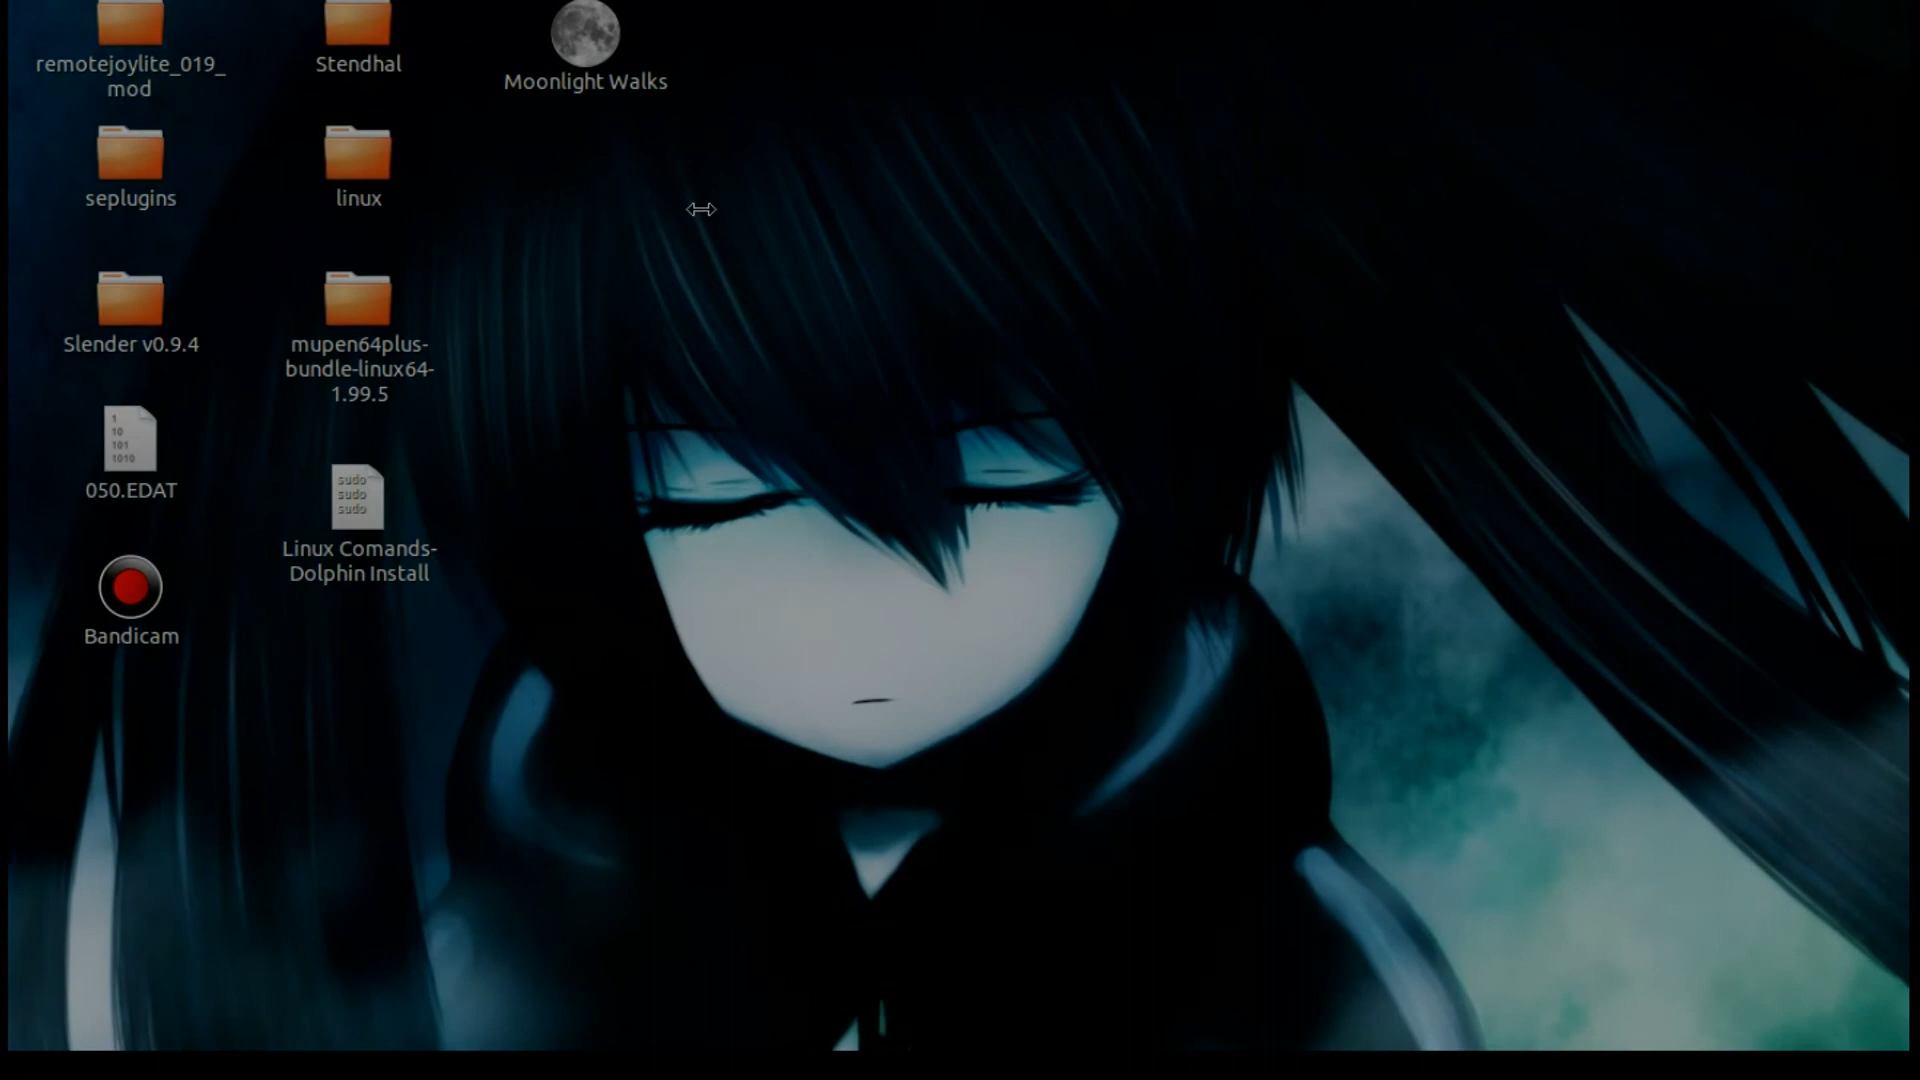 remotejoylite_019_
mod
Stendhal
Moonlight Walks
seplugins
linux
Slender v0.9.4
mupen64plus-
bundle-linux64-
1.99.5
1
10
101
1010
050.EDAT
sudo
sudo
sudo
Linux Comands-
Dolphin Install
Bandicam